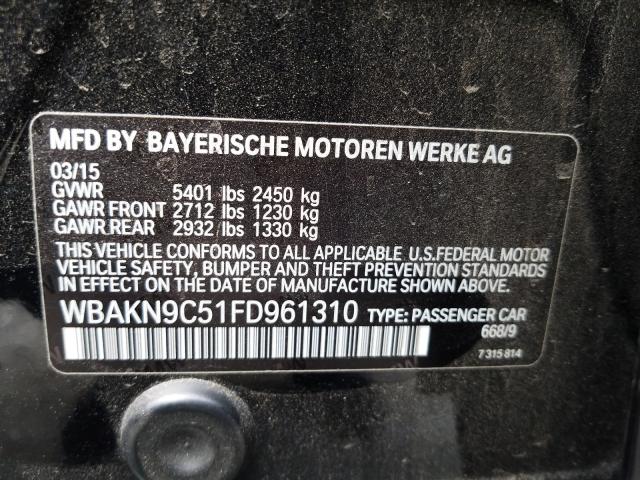 MFD BY BAYERISCHE MOTOREN WERKE AG
03/15
GVWR 5401 lbs 2450 kg
GAWR FRONT 2712 lbs 1230 kg
GAWR REAR 2932 lbs 1330 kg
THIS VEHICLE CONFORMS TO ALL APPLICABLE U.S.FEDERAL MOTOR
VEHICLE SAFETY, BUMPER AND THEFT PREVENTION STANDARDS
IN EFFECT ON THE DATE OF MANUFACTURE SHOWN ABOVE.
WBAKN9C51FD961310 TYPE: PASSENGER CAR
668/9
7 315 814